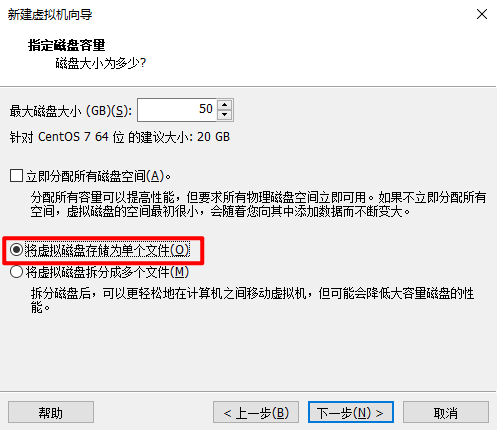 新建虚拟机向导
指定磁盘容量
磁盘大小为多少?
最大磁盘大小 (GB)(S): 50
针对 CentOS 7 64 位 的建议大小: 20 GB
立即分配所有磁盘空间(A)。
分配所有容量可以提高性能，但要求所有物理磁盘空间立即可用。如果不立即分配所有
空间，虚拟磁盘的空间最初很小，会随着您向其中添加数据而不断变大。
将虚拟磁盘存储为单个文件(O)
将虚拟磁盘拆分成多个文件(M)
拆分磁盘后，可以更轻松地在计算机之间移动虚拟机，但可能会降低大容量磁盘的性
能。
帮助 < 上一步(B) 下一步(N) > 取消